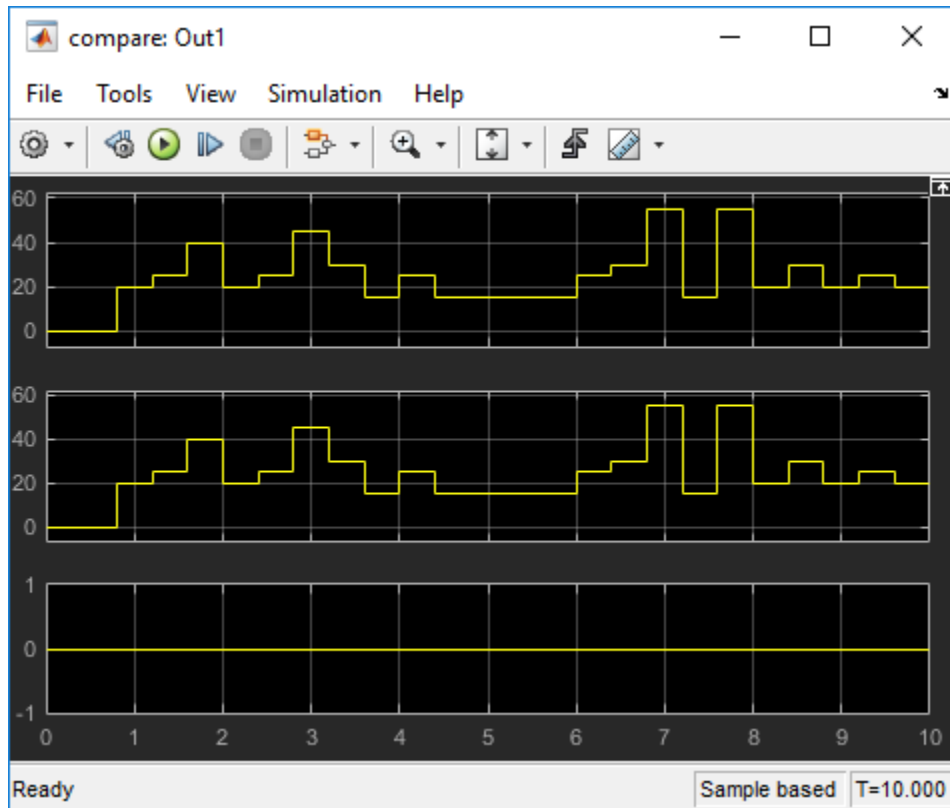 compare: Out1
File Tools View Simulation Help
60
40
20
0
60
40
20
0
1
0
-1
0 1 2 3 4 5 6 7 8 9 10
Ready Sample based T=10.000